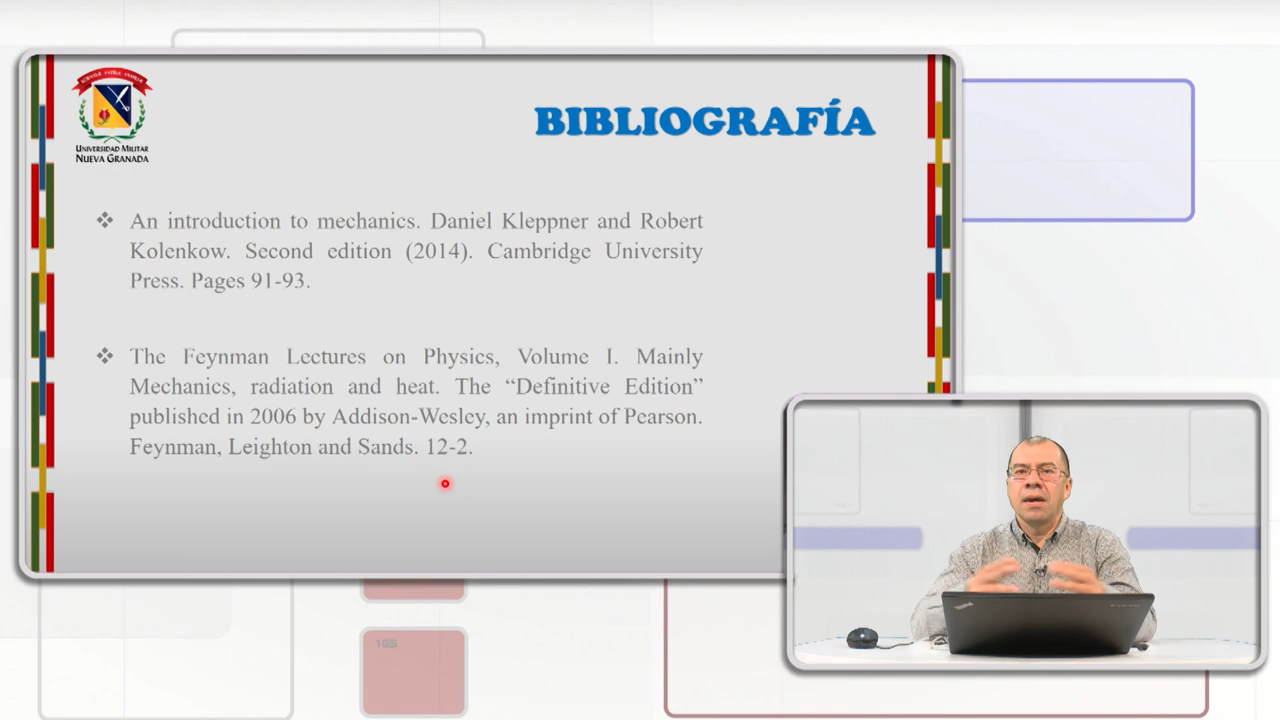 UNIVERSIDAD MILITAR
NUEVA GRANADA
BIBLIOGRAFÍA
An introduction to mechanics. Daniel Kleppner and Robert
Kolenkow. Second edition (2014). Cambridge University
Press. Pages 91-93.
The Feynman Lectures on Physics, Volume I. Mainly
Mechanics, radiation and heat. The “Definitive Edition”
published in 2006 by Addison-Wesley, an imprint of Pearson.
Feynman, Leighton and Sands. 12-2.